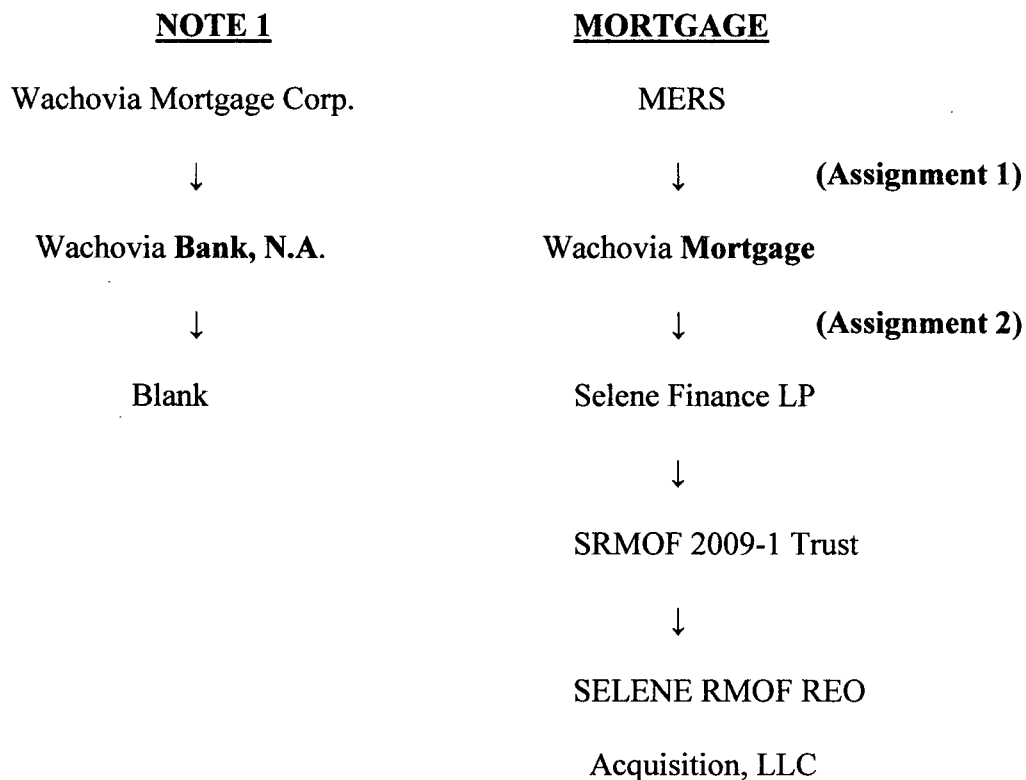 NOTE 1 MORTGAGE
Wachovia Mortgage Corp. MERS
↓ ↓ (Assignment 1)
Wachovia Bank, N.A. Wachovia Mortgage
↓ ↓ (Assignment 2)
Blank Selene Finance LP
↓
SRMOF 2009-1 Trust
↓
SELENE RMOF REO
Acquisition, LLC